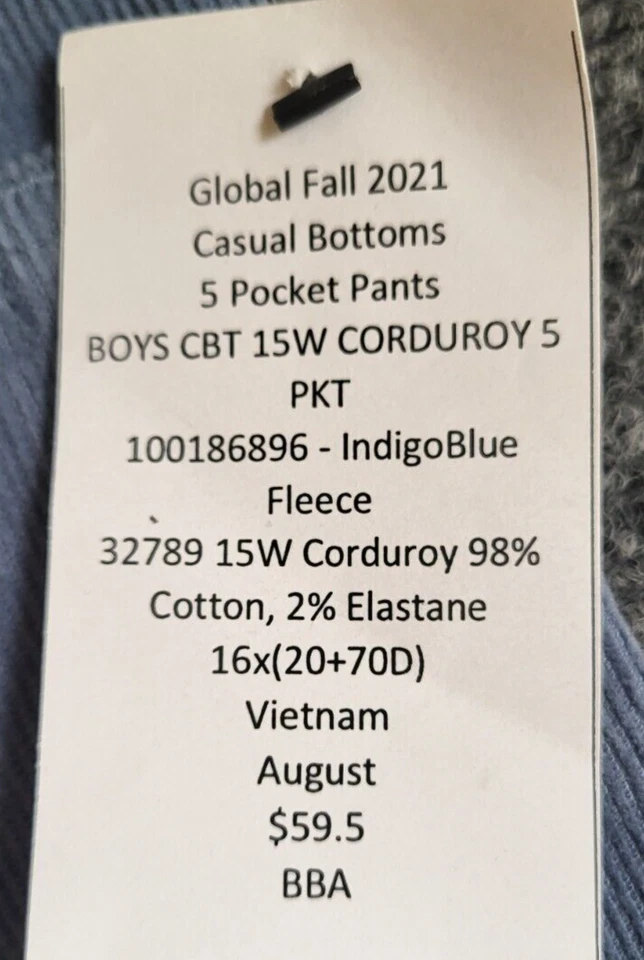 Global Fall 2021
Casual Bottoms
5 Pocket Pants
BOYS CBT 15W CORDUROY 5
PKT
100186896 - IndigoBlue
Fleece
32789 15W Corduroy 98%
Cotton, 2% Elastane
16x(20+70D)
Vietnam
August
$59.5
BBA